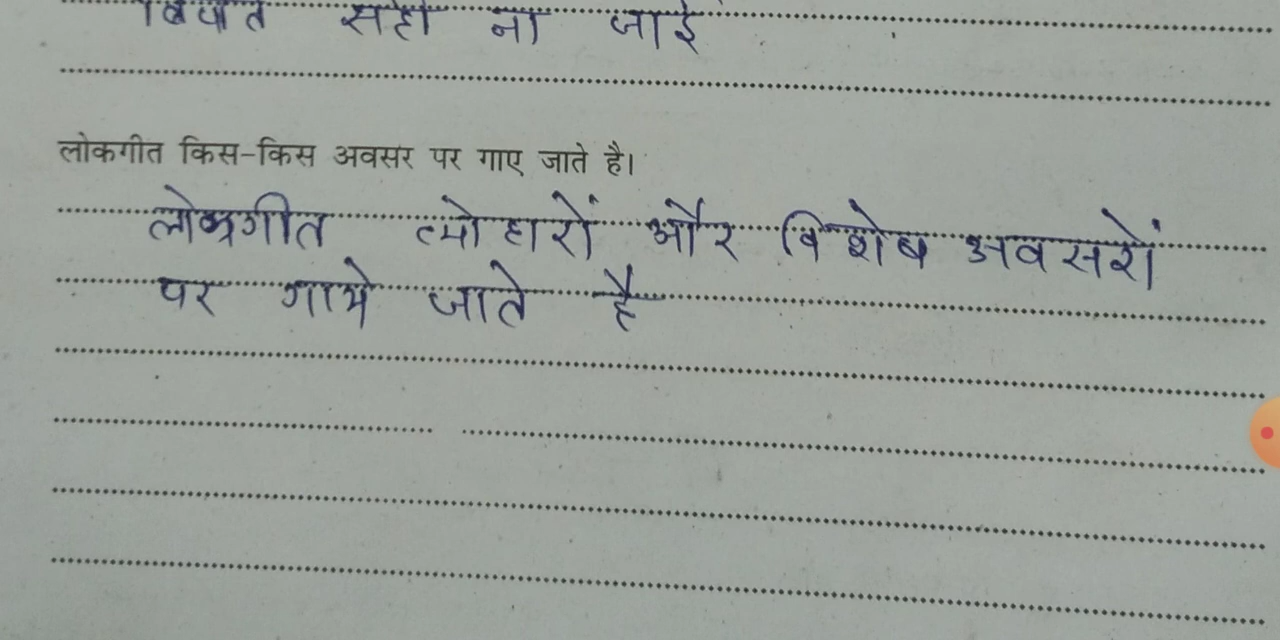 सही ना जाई
लोकगीत किस-किस अवसर पर गाए जाते है।
लोकगीत त्योहारों और विशेष अवसरों
पर गाये जाते है